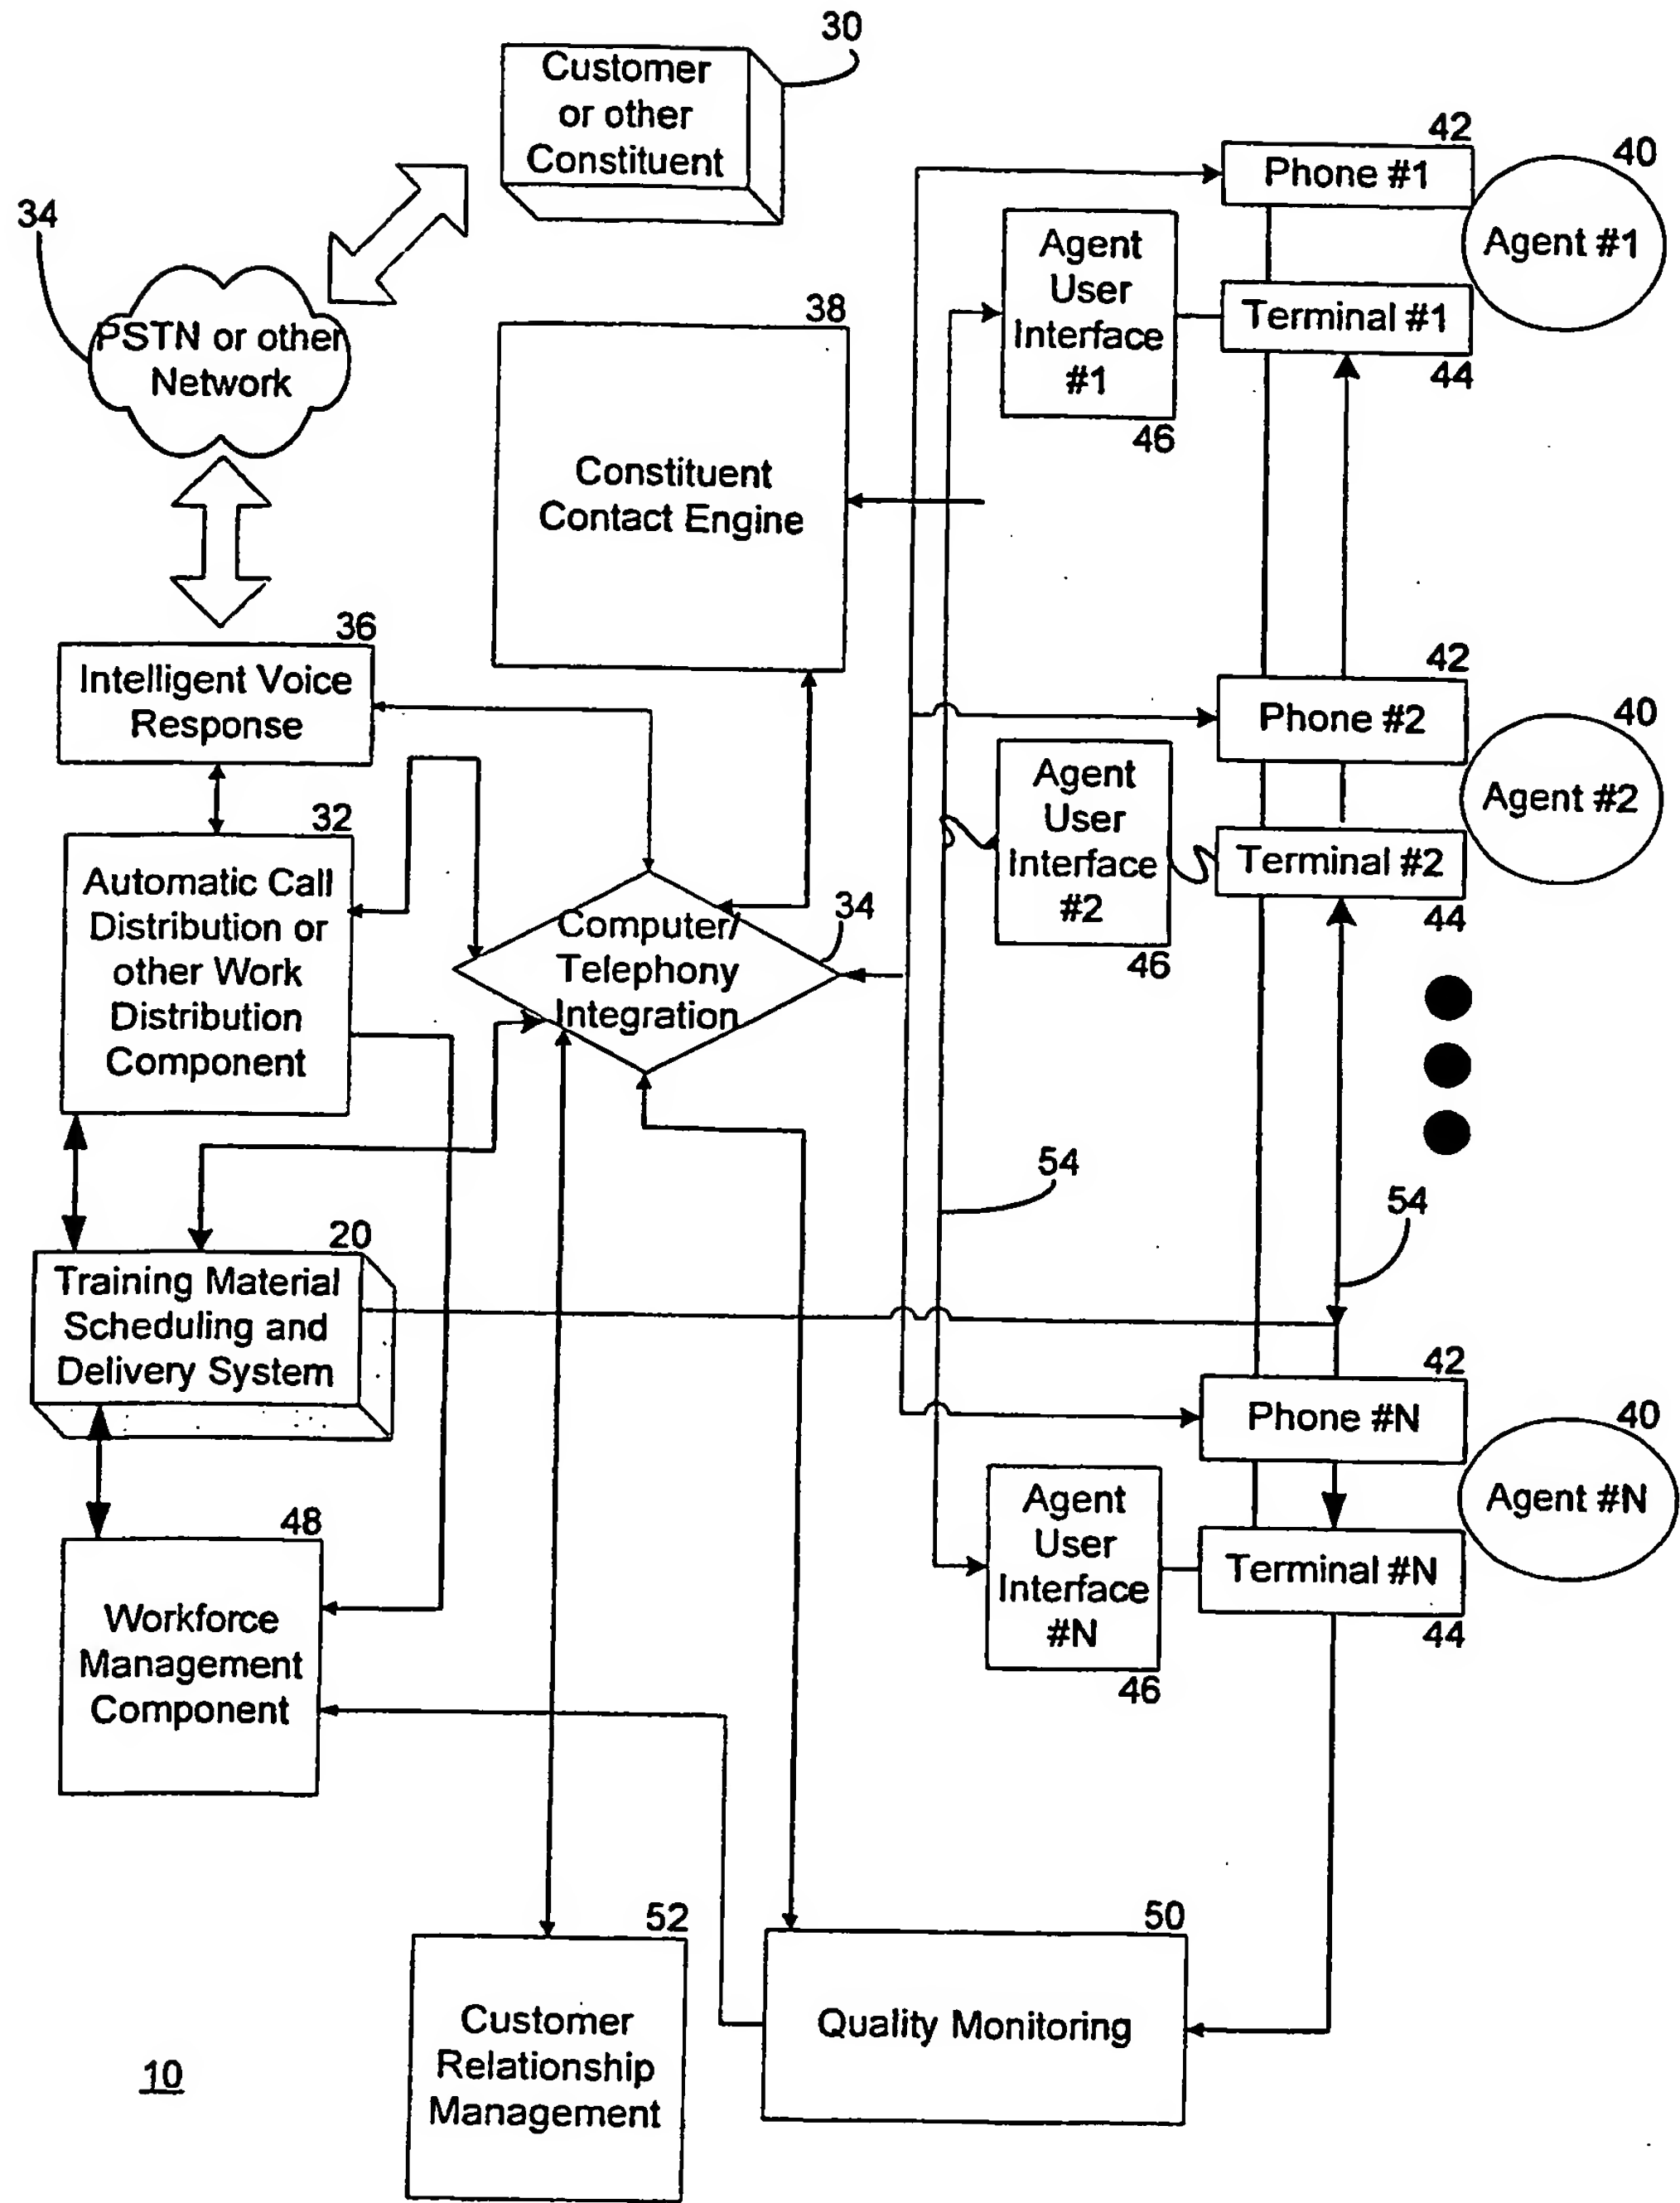 30
Customer
or other
Constituent
34
PSTN or other
Network
38
Constituent
Contact Engine
36
Intelligent Voice
Response
32
Automatic Call
Distribution or
other Work
Distribution
Component
34
Computer/
Telephony
Integration
20
Training Material
Scheduling and
Delivery System
48
Workforce
Management
Component
52
Customer
Relationship
Management
50
Quality Monitoring
10
42
Phone #1
40
Agent #1
Agent
User
Interface
#1
46
Terminal #1
44
42
Phone #2
40
Agent #2
Agent
User
Interface
#2
46
Terminal #2
44
54
54
42
Phone #N
40
Agent #N
Agent
User
Interface
#N
46
Terminal #N
44